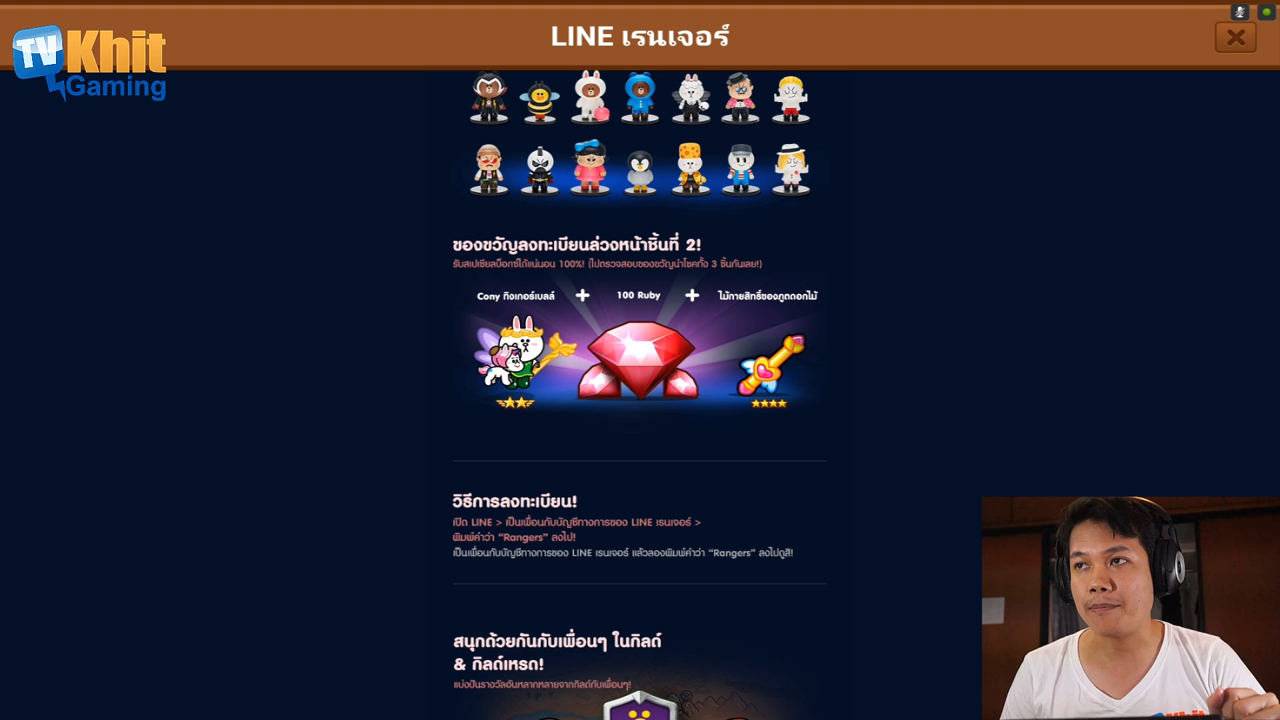 LINE เรนเจอร์
TV Khit
Gaming
ของขวัญลงทะเบียนล่วงหน้าชิ้นที่ 2!
รับสเปเชียลบ็อกซ์ได้แน่นอน 100%! (ไปตรวจสอบของขวัญนำโชคทั้ง 3 ชิ้นกันเลย!)
Cony ทิงเกอร์เบลล์ + 100 Ruby + ไม้กายสิทธิ์ของภูตดอกไม้
วิธีการลงทะเบียน!
เปิด LINE > เป็นเพื่อนกับบัญชีทางการของ LINE เรนเจอร์ >
พิมพ์คำว่า “Rangers” ลงไป!
เป็นเพื่อนกับบัญชีทางการของ LINE เรนเจอร์ แล้วลองพิมพ์คำว่า “Rangers” ลงไปดูสิ!
สนุกด้วยกันกับเพื่อนๆ ในกิลด์
& กิลด์เหรด!
แบ่งปันรางวัลอันหลากหลายจากกิลด์กับเพื่อนๆ!